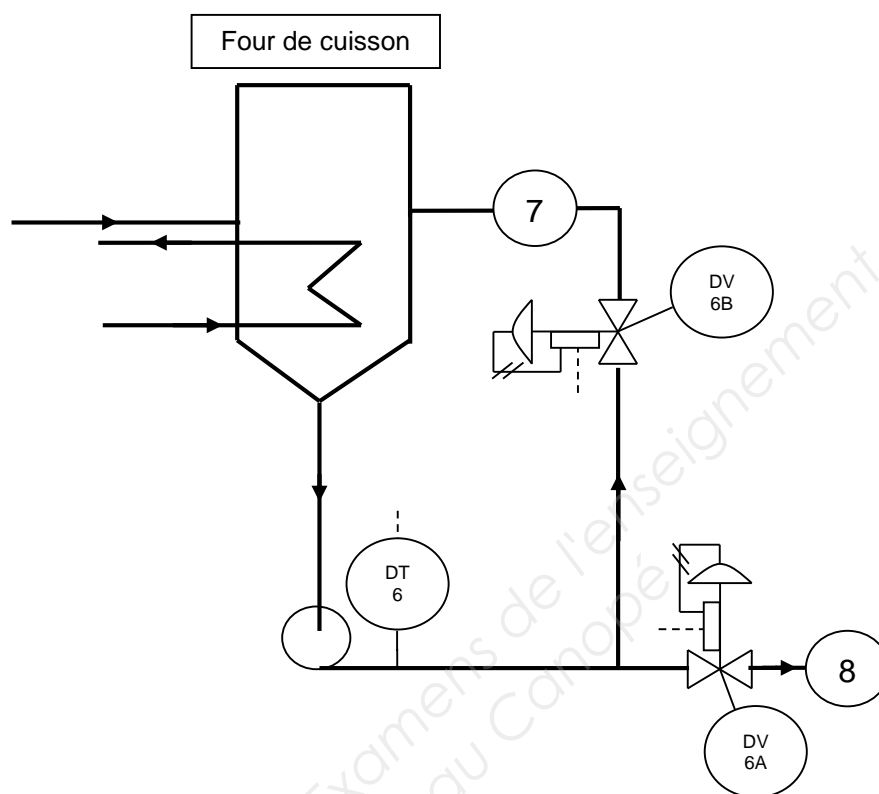 Four de cuisson
7
DV
6B
DT
6
8
DV
6A
Examens de l'enseignement
au Canopé